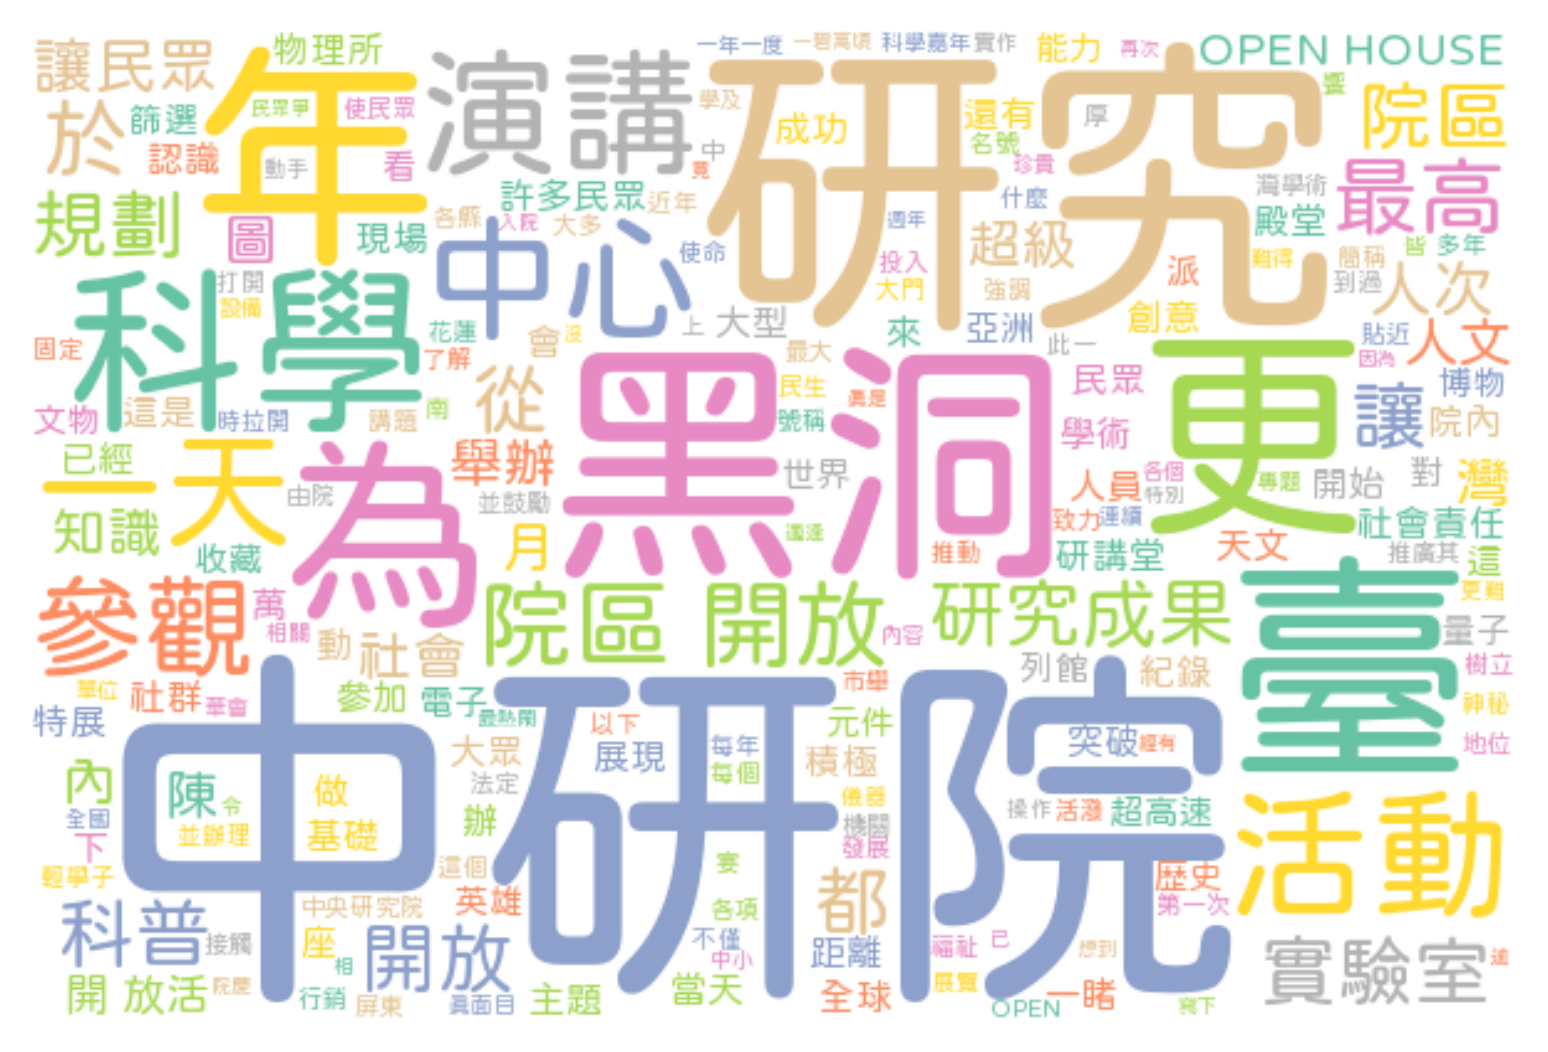 讓民眾
物理所
年
演講
一年一度
一碧萬頃
科學嘉年
實作
能力
再次
OPEN HOUSE
於
篩選
民眾爭
使民眾
認識
動手
看
學及
中
竟
研究
成功
還有
名號
珍貴
厚
饗
院區
最高
規劃
圖
現場
許多民眾
近年
各縣
入院
大多
什麼
週年
超級
灣學術
殿堂
難得
簡稱
皆
多年
科學
打開
設備
中心
使命
投入
大門
強調
派
創意
到過
人次
固定
花蓮
了解
會
沒
上
大型
最大
來
亞洲
此一
貼近
因為
人文
文物
這是
時拉開
講題
南
從
黑洞
民生
真是
號稱
民眾
學術
更
讓
博物
院內
已經
一天
為
舉辦
由院
並鼓勵
世界
人員
各個
特別
專題
開始
對
灣
知識
收藏
月
推動
致力
連續
研講堂
天文
社會責任
推廣其
這
更難
參觀
萬
相關
動
社會
院區
開放
內容
研究成果
臺
量子
樹立
單位
社群
華會
參加
電子
最熱鬧
市舉
列館
紀錄
神秘
地位
特展
中研院
大眾
以下
展現
每年
每個
元件
積極
突破
經有
內
陳
令
做
基礎
並辦理
法定
辦
儀器
機關
發展
操作
活潑
超高速
活動
全國
下
輕學子
這個
宴
歷史
第一次
科普
接觸
中央研究院
座
相
開放
英雄
各項
不僅
中小
都
距離
福祉
已
想到
實驗室
逾
開
放活
院慶
行銷
屏東
真面目
主題
當天
全球
展覽
OPEN
一睹
寫下